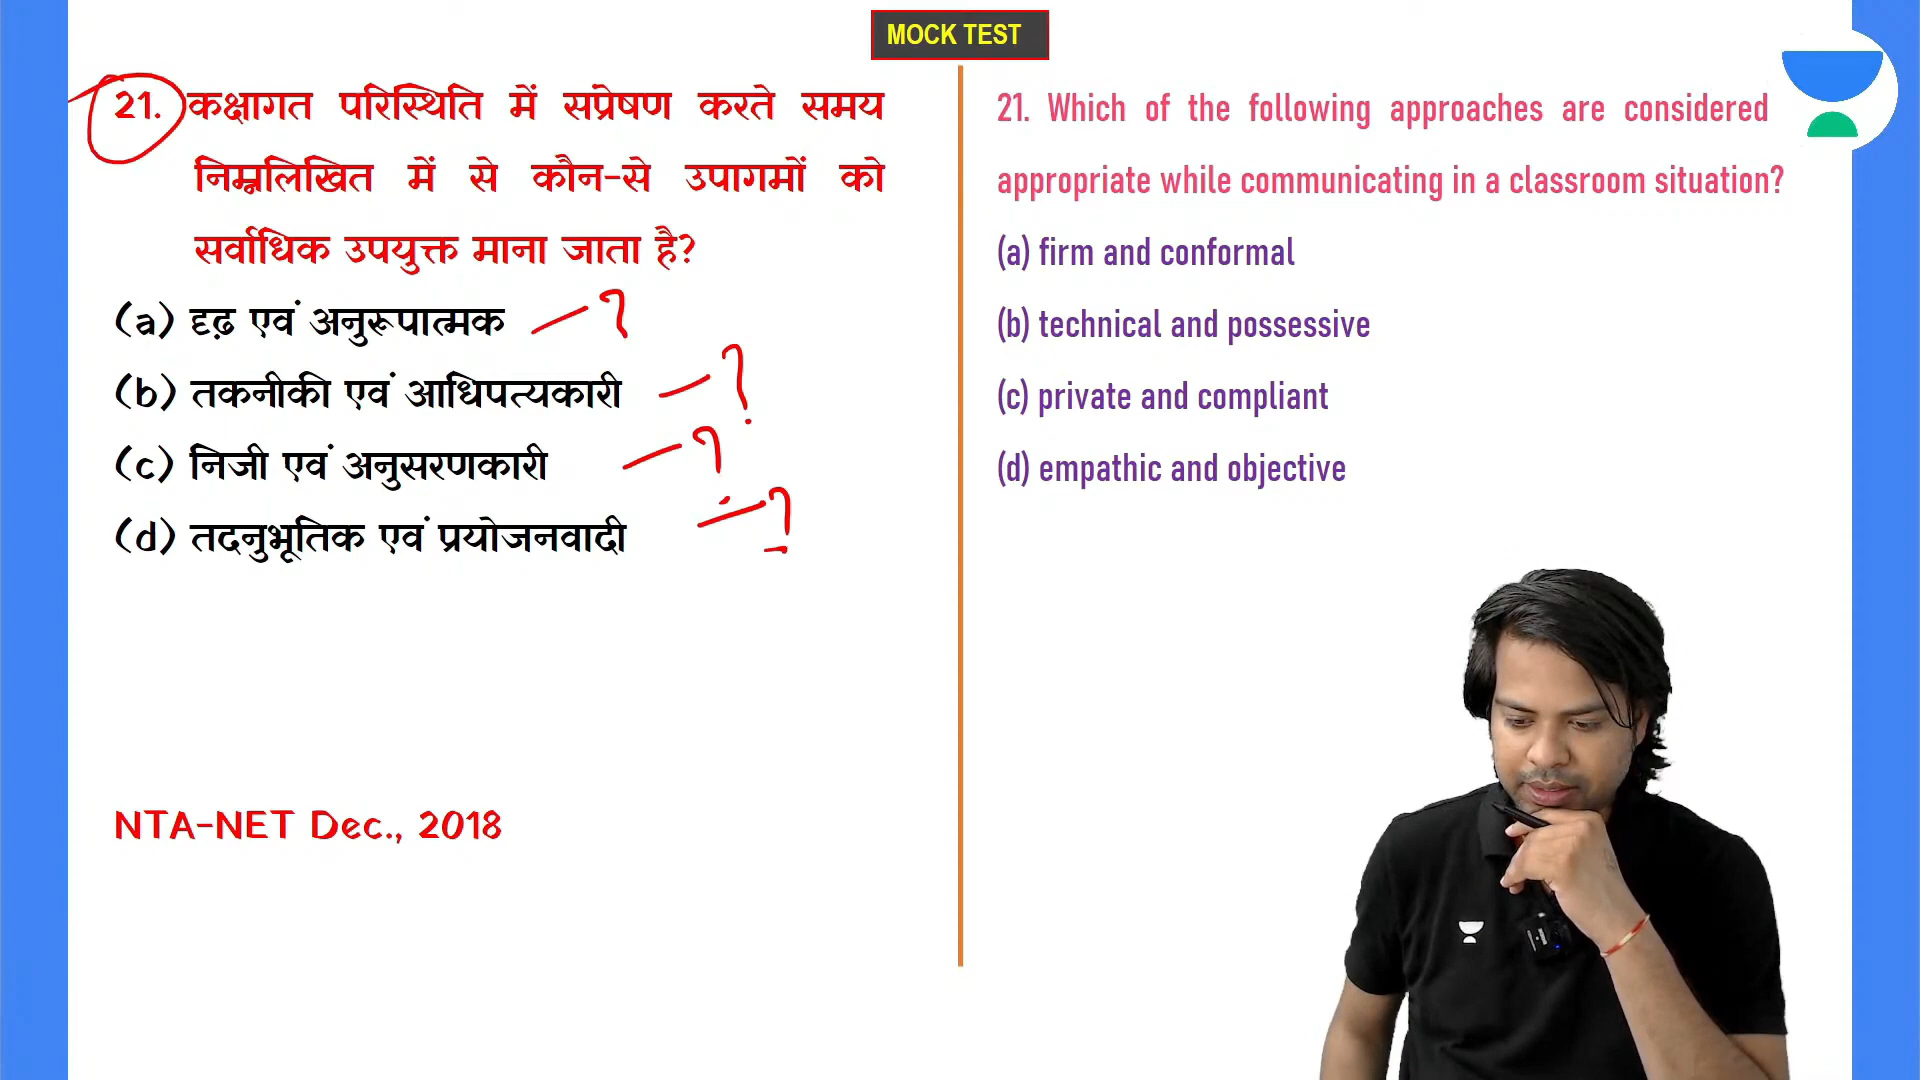 MOCK TEST
21. कक्षागत परिस्थिति में सप्रेषण करते समय
निम्नलिखित में से कौन-से उपागमों को
सर्वाधिक उपयुक्त माना जाता है?
(a) दृढ़ एवं अनुरूपात्मक —?
(b) तकनीकी एवं आधिपत्यकारी —?
(c) निजी एवं अनुसरणकारी —?
(d) तदनुभूतिक एवं प्रयोजनवादी —?
NTA-NET Dec., 2018
21. Which of the following approaches are considered
appropriate while communicating in a classroom situation?
(a) firm and conformal
(b) technical and possessive
(c) private and compliant
(d) empathic and objective